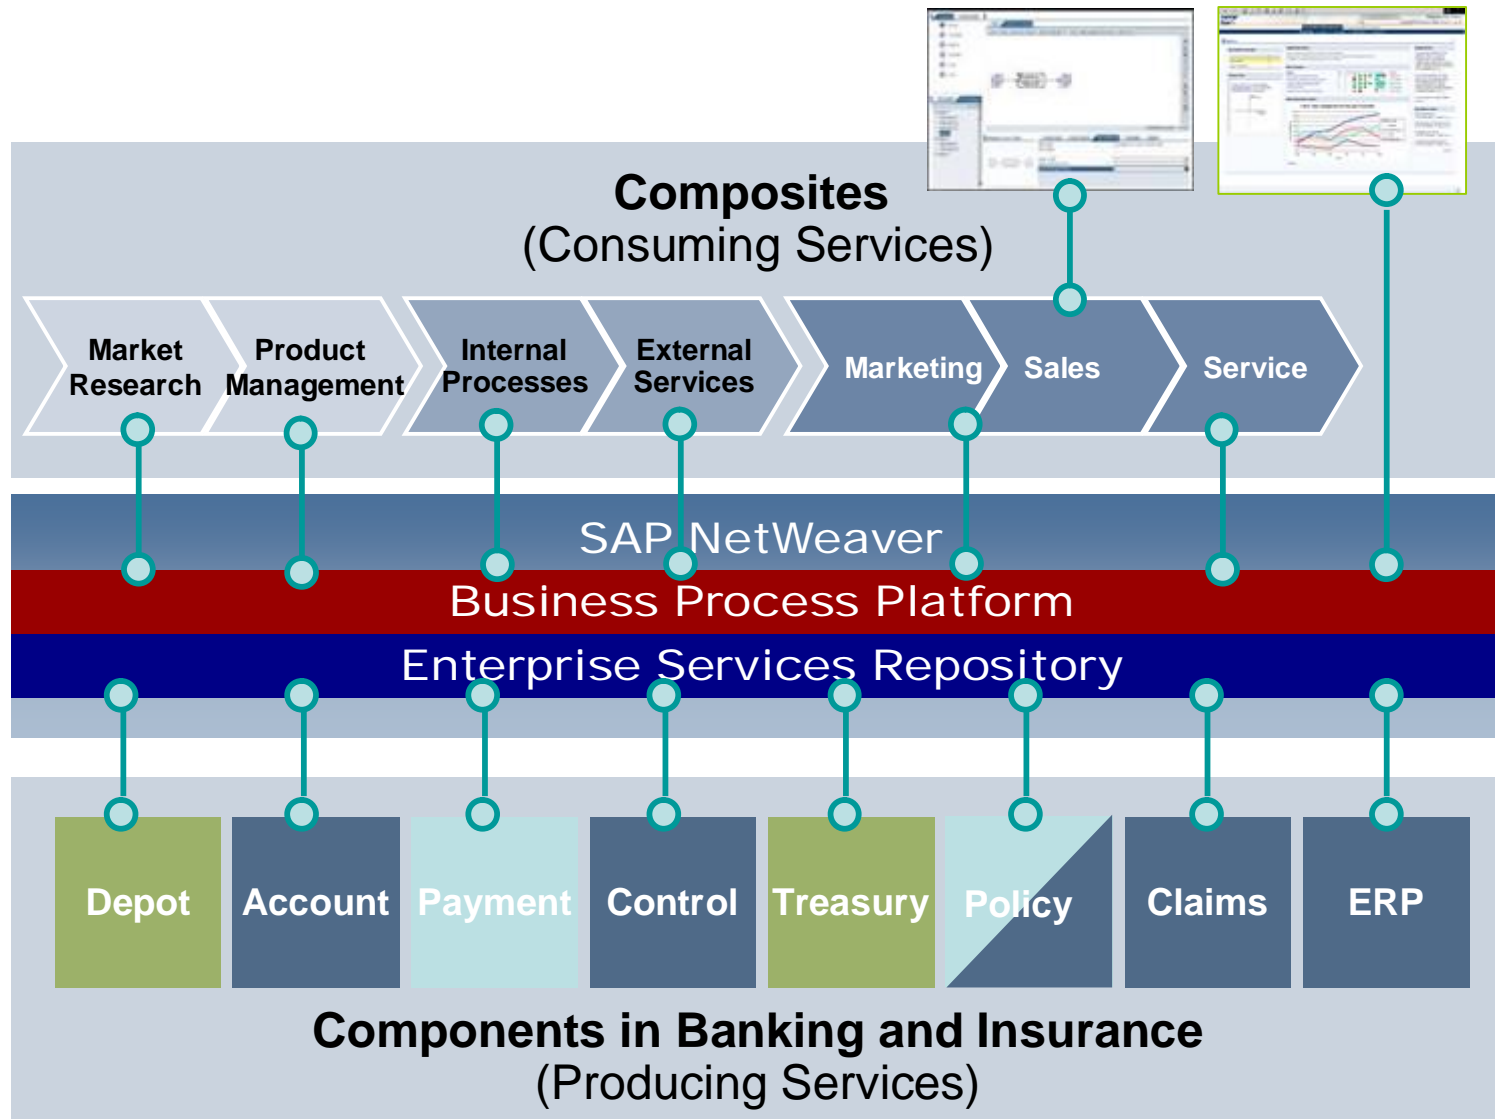 Composites
(Consuming Services)
Market
Research
Product
Management
Internal
Processes
External
Services
Marketing
Sales
Service
SAP NetWeaver
Business Process Platform
Enterprise Services Repository
Depot
Account
Payment
Control
Treasury
Policy
Claims
ERP
Components in Banking and Insurance
(Producing Services)